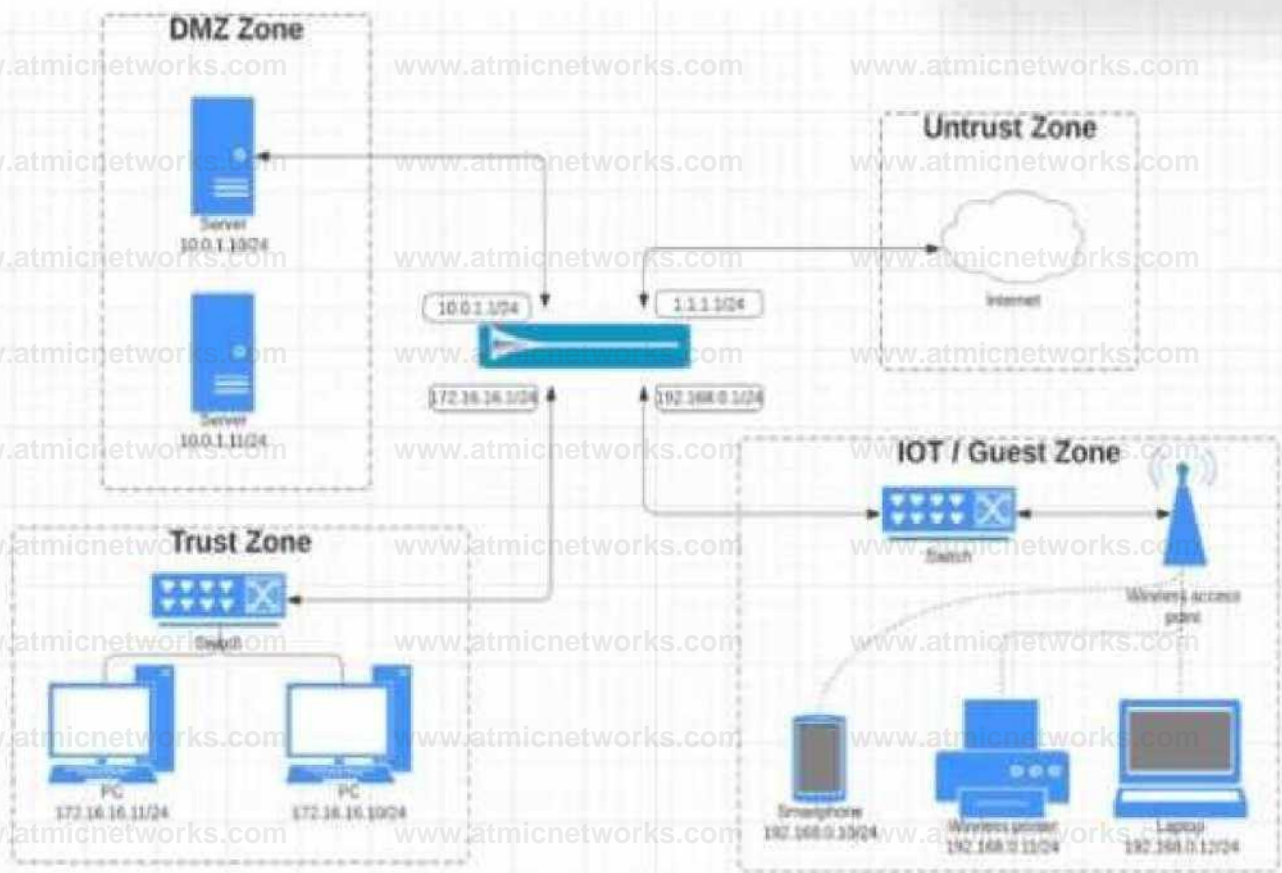 DMZ Zone
Server
10.0.1.10/24
Server
10.0.1.11/24
Untrust Zone
Internet
10.0.1.1/24
1.1.1.1/24
172.16.16.1/24
192.168.0.1/24
Trust Zone
Switch
PC
172.16.16.11/24
PC
172.16.16.10/24
IOT / Guest Zone
Switch
Wireless access
point
Smartphone
192.168.0.10/24
Wireless printer
192.168.0.11/24
Laptop
192.168.0.12/24
www.atmicnetworks.com